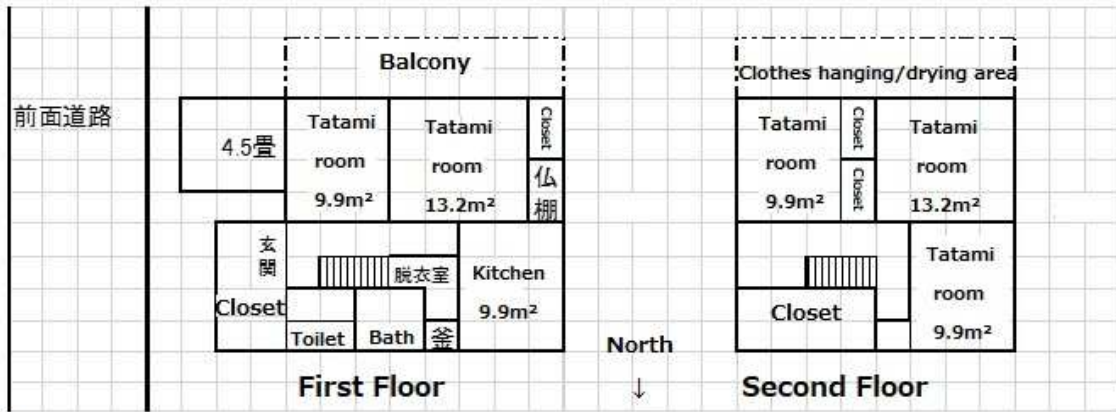 前面道路
Balcony
4.5畳
Tatami
room
9.9m²
Tatami
room
13.2m²
Closet
仏
棚
玄
関
Closet
脱衣室
Kitchen
9.9m²
Toilet
Bath
釜
First Floor
North
↓
Clothes hanging/drying area
Tatami
room
9.9m²
Closet
Closet
Tatami
room
13.2m²
Closet
Tatami
room
9.9m²
Second Floor